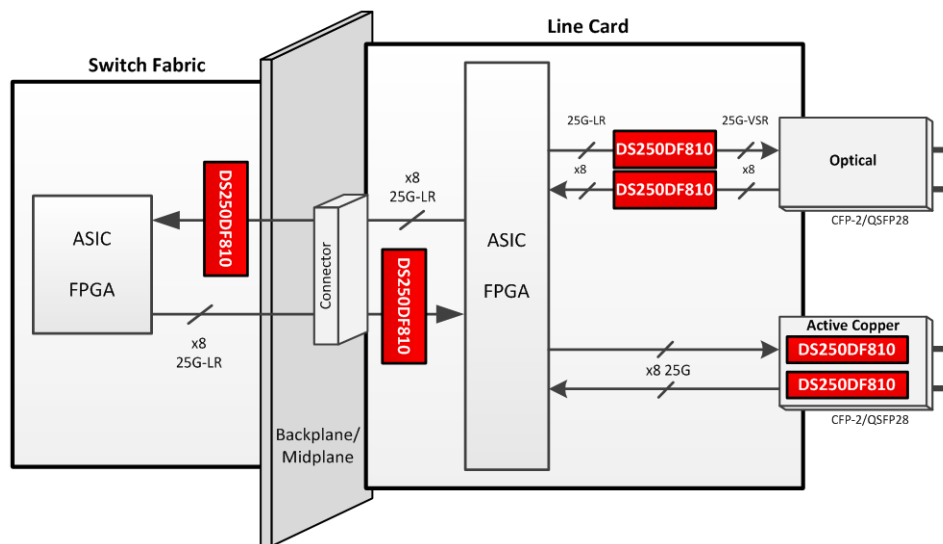 Switch Fabric
Line Card
DS250DF810
ASIC
FPGA
x8
25G-LR
Connector
Backplane/
Midplane
x8
25G-LR
DS250DF810
ASIC
FPGA
25G-LR
25G-VSR
DS250DF810
DS250DF810
x8
x8
Optical
CFP-2/QSFP28
x8 25G
Active Copper
DS250DF810
DS250DF810
CFP-2/QSFP28